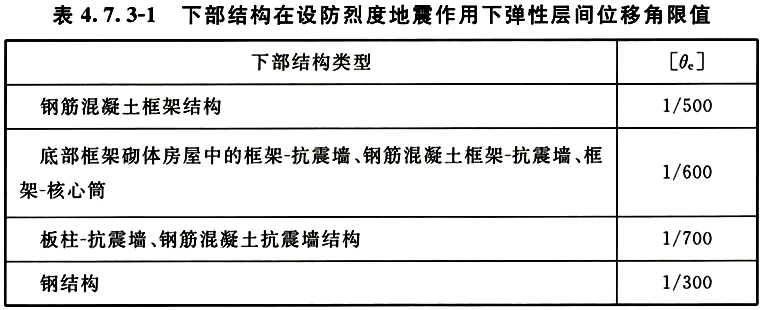 表 4.7.3-1 下部结构在设防烈度地震作用下弹性层间位移角限值
下部结构类型 [θe]
钢筋混凝土框架结构 1/500
底部框架砌体房屋中的框架-抗震墙、钢筋混凝土框架-抗震墙、框
架-核心筒 1/600
板柱-抗震墙、钢筋混凝土抗震墙结构 1/700
钢结构 1/300